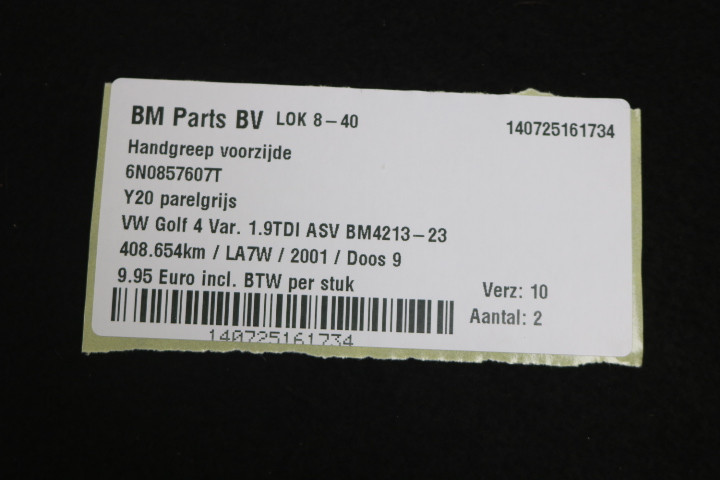 BM Parts BV LOK 8-40 140725161734
Handgreep voorzijde
6N0857607T
Y20 parelgrijs
VW Golf 4 Var. 1.9TDI ASV BM4213-23
408.654km / LA7W / 2001 / Doos 9
9.95 Euro incl. BTW per stuk
Verz: 10
Aantal: 2
140725161734